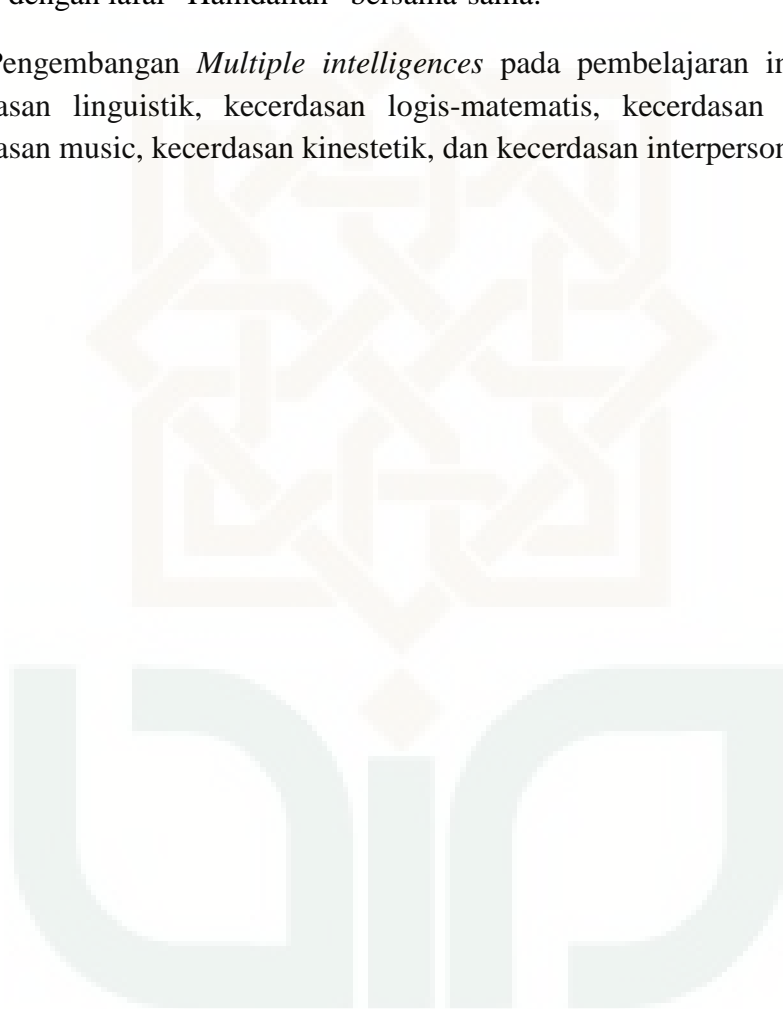 dengan lafal "Hamdallah" bersama-sama.
Pengembangan Multiple intelligences pada pembelajaran in
asan linguistik, kecerdasan logis-matematis, kecerdasan
asan music, kecerdasan kinestetik, dan kecerdasan interperson